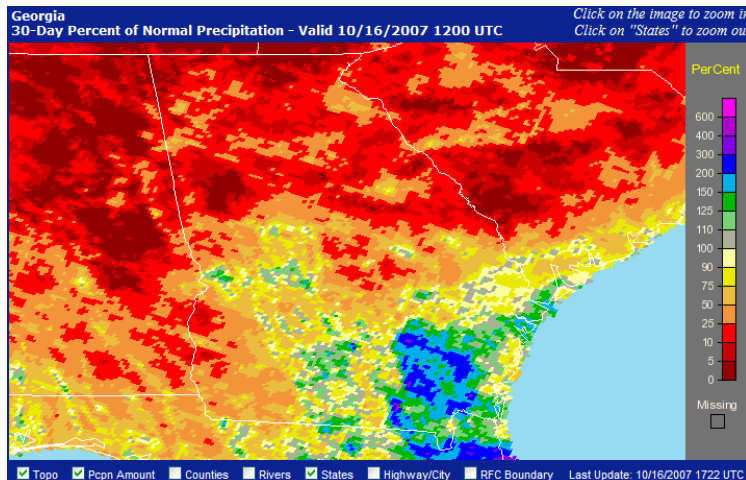 Georgia
30-Day Percent of Normal Precipitation - Valid 10/16/2007 1200 UTC
Click on the image to zoom in
Click on "States" to zoom ou
PerCent
600
400
300
200
150
125
110
100
90
75
50
25
10
5
0
Missing
Topo Pcpn Amount Counties Rivers States Highway/City RFC Boundary Last Update: 10/16/2007 1722 UTC